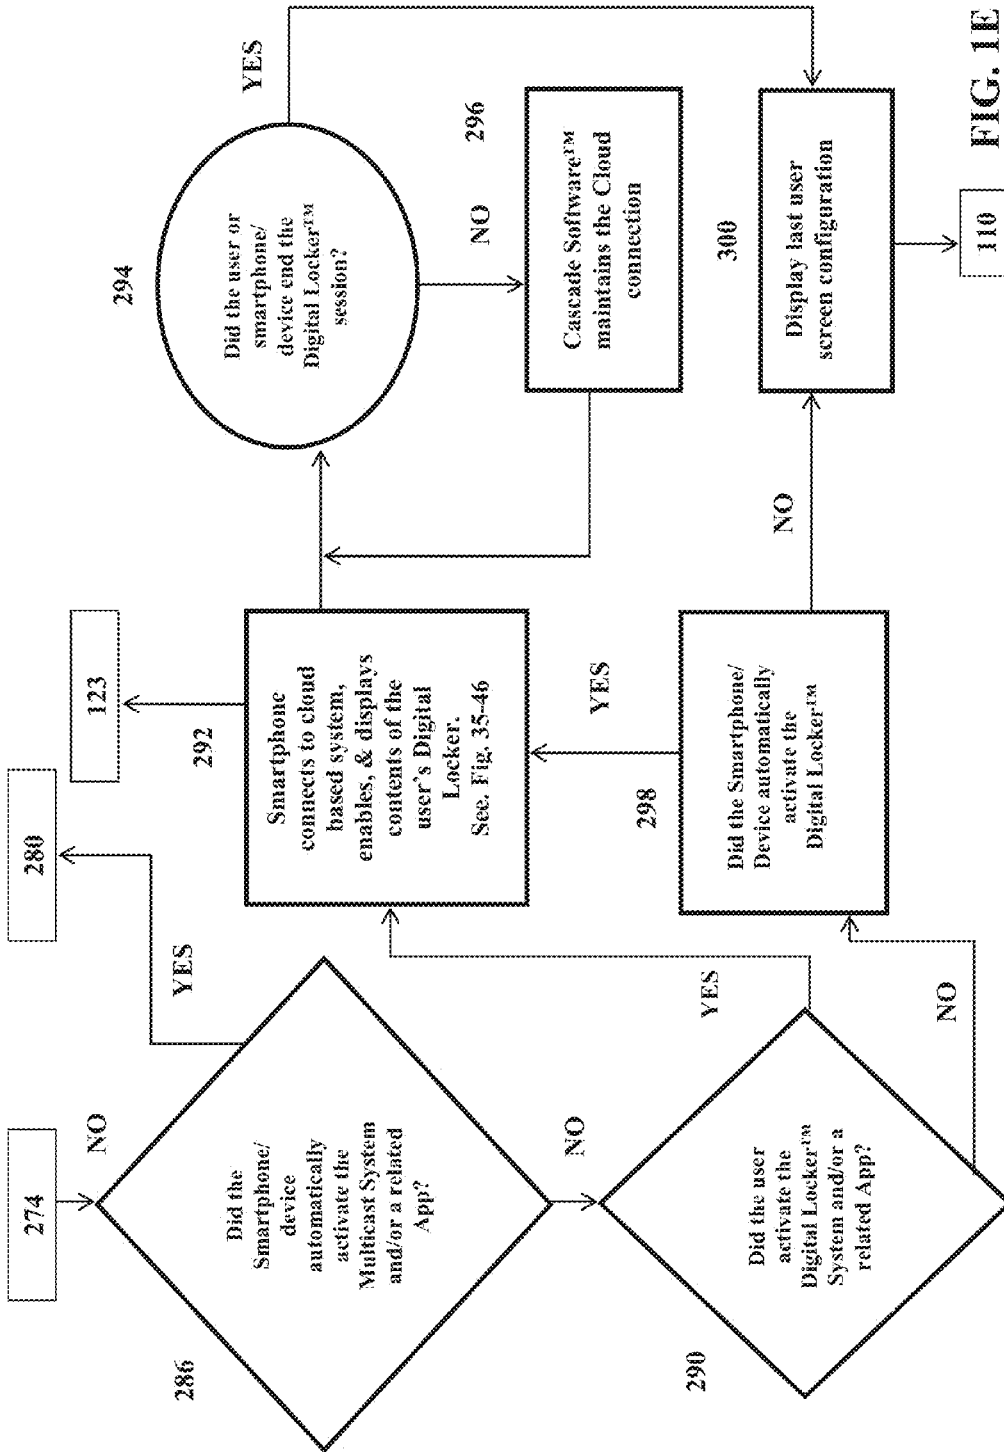 274
NO
Did the
Smartphone/
device
automatically
activate the
Multicast System
and/or a related
App?
286
YES
280
NO
Did the user
activate the
Digital Locker™
System and/or a
related App?
290
YES
NO
123
292
Smartphone
connects to cloud
based system,
enables, & displays
contents of the
user's Digital
Locker.
See. Fig. 35-46
YES
298
Did the Smartphone/
Device automatically
activate the
Digital Locker™
NO
294
Did the user or
smartphone/
device end the
Digital Locker™
session?
YES
NO
296
Cascade Software™
maintains the Cloud
connection
300
Display last user
screen configuration
110
FIG. 1E